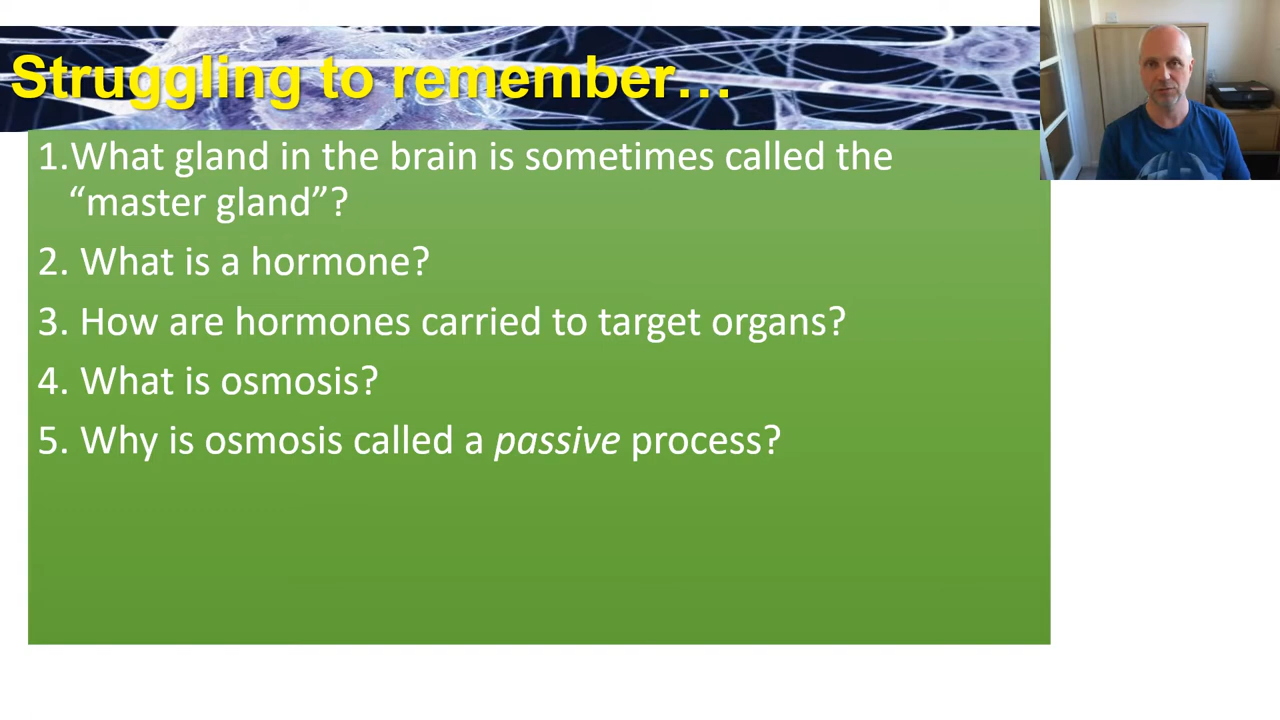 Struggling to remember…
1.What gland in the brain is sometimes called the
“master gland”?
2. What is a hormone?
3. How are hormones carried to target organs?
4. What is osmosis?
5. Why is osmosis called a passive process?